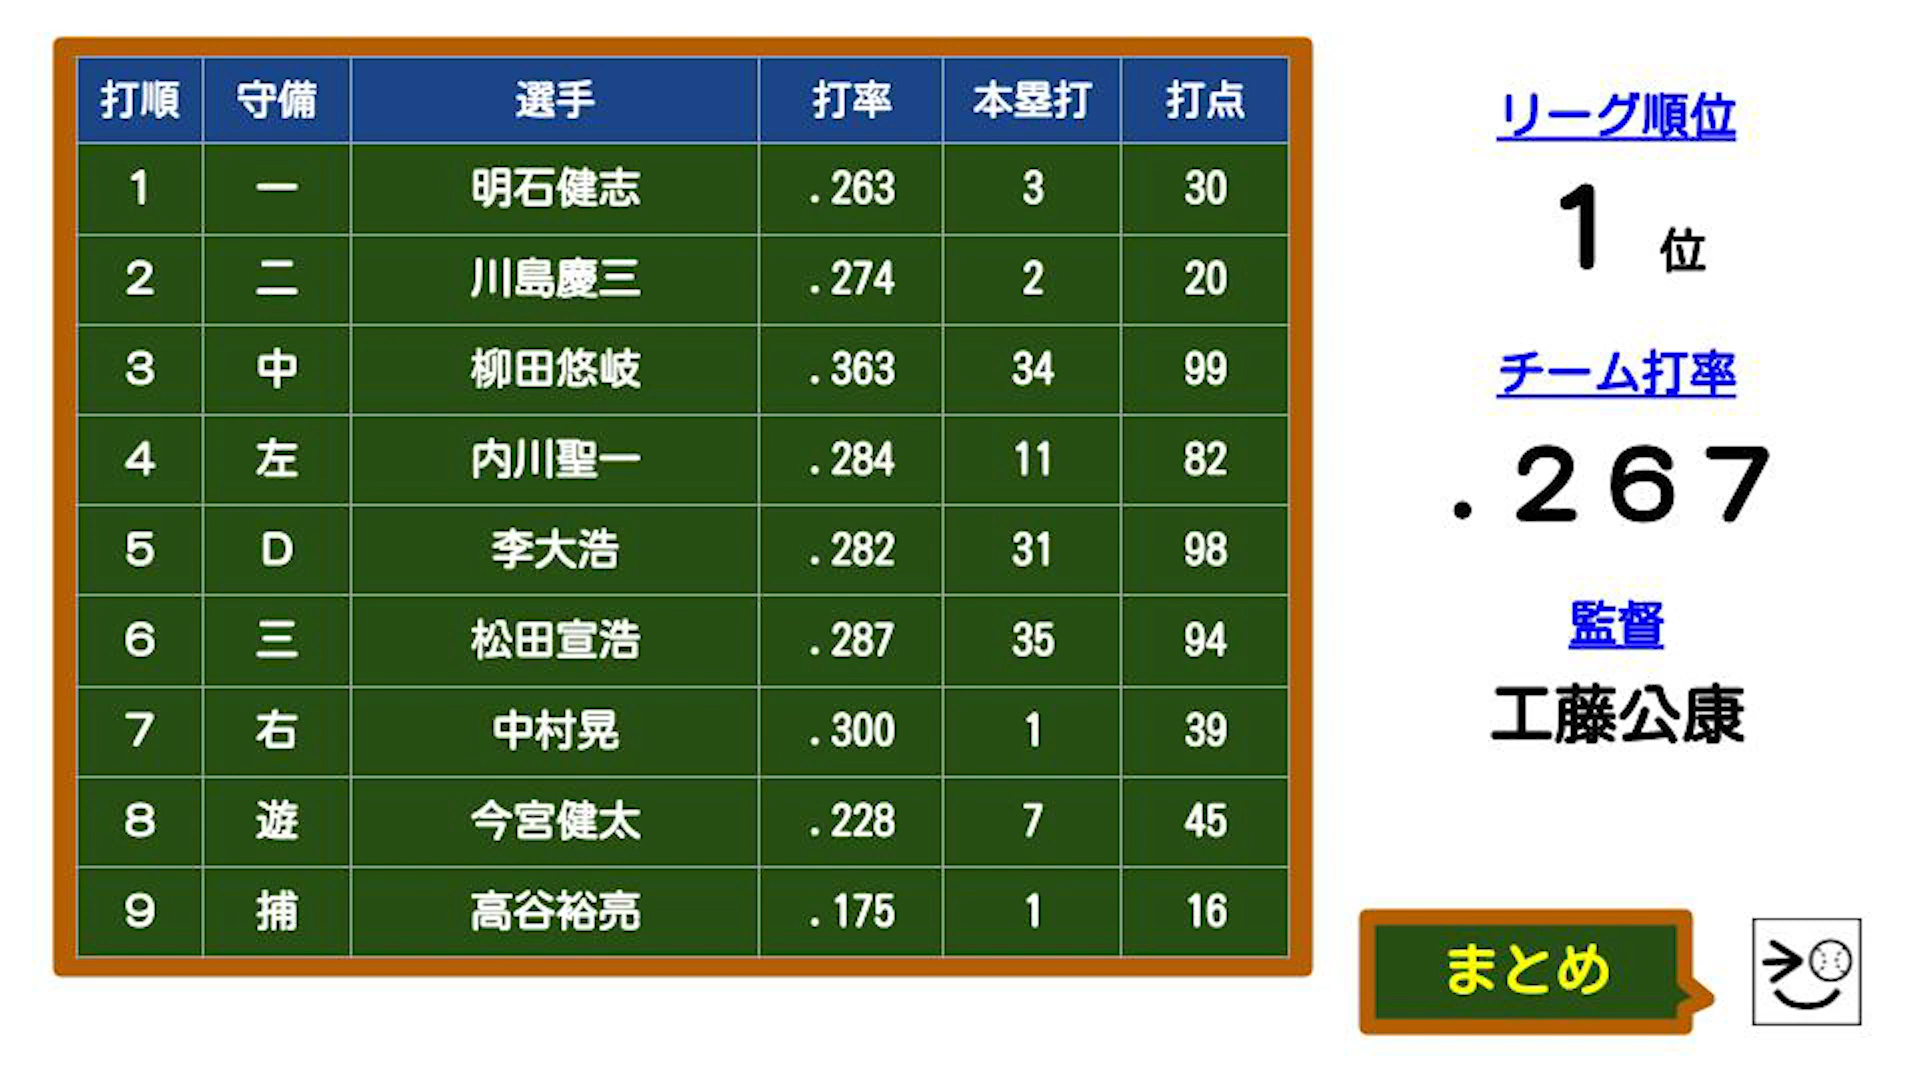 打順 守備 選手 打率 本塁打 打点
1 一 明石健志 .263 3 30
2 二 川島慶三 .274 2 20
3 中 柳田悠岐 .363 34 99
4 左 内川聖一 .284 11 82
5 D 李大浩 .282 31 98
6 三 松田宣浩 .287 35 94
7 右 中村晃 .300 1 39
8 遊 今宮健太 .228 7 45
9 捕 高谷裕亮 .175 1 16
リーグ順位
1 位
チーム打率
.267
監督
工藤公康
まとめ